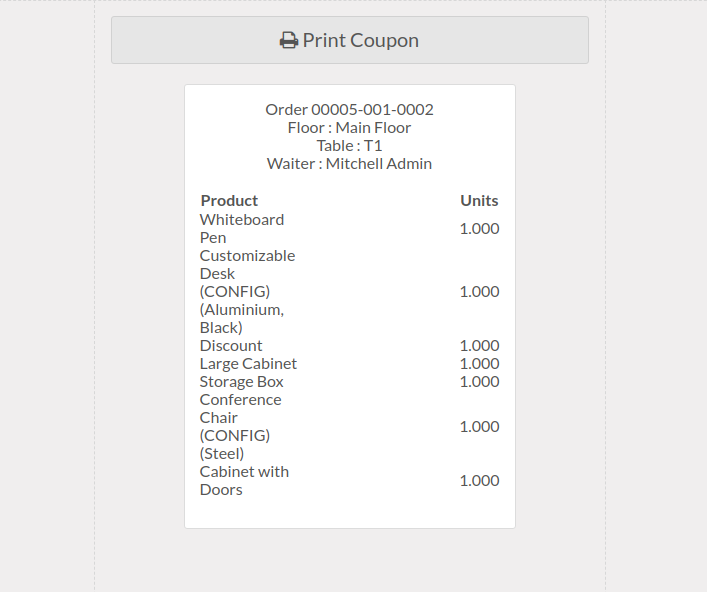 Print Coupon
Order 00005-001-0002
Floor : Main Floor
Table : T1
Waiter : Mitchell Admin
Product Units
Whiteboard
Pen 1.000
Customizable
Desk
(CONFIG) 1.000
(Aluminium,
Black)
Discount 1.000
Large Cabinet 1.000
Storage Box 1.000
Conference
Chair 1.000
(CONFIG)
(Steel)
Cabinet with
Doors 1.000